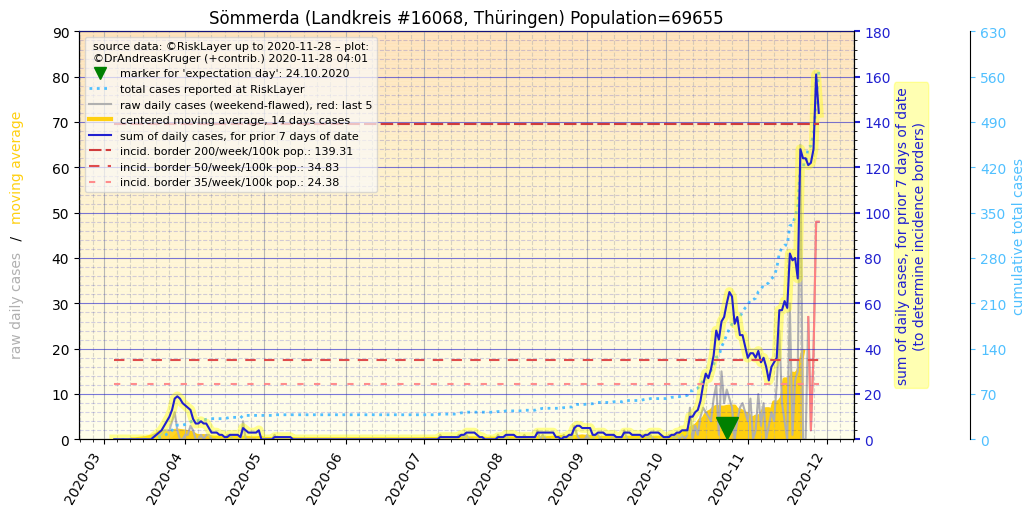 Sömmerda (Landkreis #16068, Thüringen) Population=69655
source data: ©RiskLayer up to 2020-11-28 – plot:
©DrAndreasKruger (+contrib.) 2020-11-28 04:01
marker for 'expectation day': 24.10.2020
total cases reported at RiskLayer
raw daily cases (weekend-flawed), red: last 5
centered moving average, 14 days cases
sum of daily cases, for prior 7 days of date
incid. border 200/week/100k pop.: 139.31
incid. border 50/week/100k pop.: 34.83
incid. border 35/week/100k pop.: 24.38
raw daily cases / moving average
90
80
70
60
50
40
30
20
10
0
2020-03
2020-04
2020-05
2020-06
2020-07
2020-08
2020-09
2020-10
2020-11
2020-12
180
160
140
120
100
80
60
40
20
0
sum of daily cases, for prior 7 days of date
(to determine incidence borders)
630
560
490
420
350
280
210
140
70
0
cumulative total cases